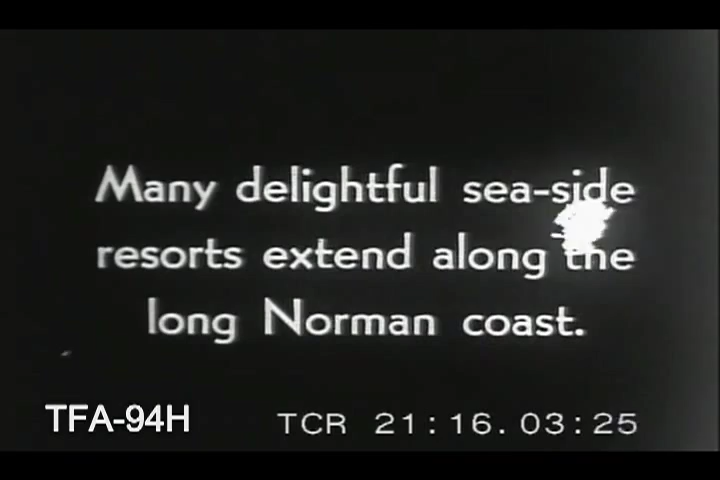 Many delightful sea-side
resorts extend along the
long Norman coast.
TFA-94H
TCR 21:16.03:25